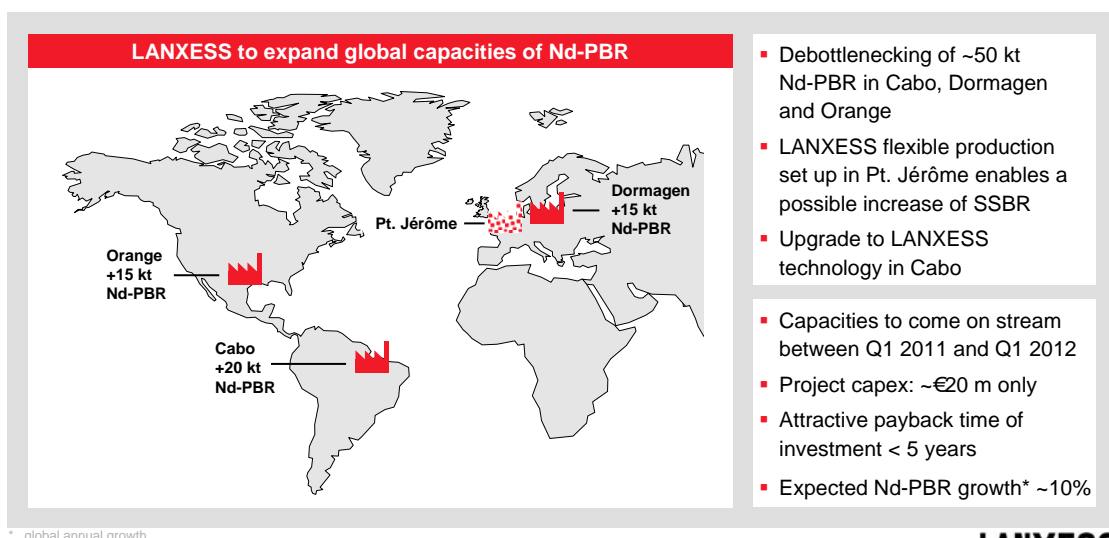 LANXESS to expand global capacities of Nd-PBR
Pt. Jérôme
Dormagen
+15 kt
Nd-PBR
Orange
+15 kt
Nd-PBR
Cabo
+20 kt
Nd-PBR
▪ Debottlenecking of ~50 kt
Nd-PBR in Cabo, Dormagen
and Orange
▪ LANXESS flexible production
set up in Pt. Jérôme enables a
possible increase of SSBR
▪ Upgrade to LANXESS
technology in Cabo
▪ Capacities to come on stream
between Q1 2011 and Q1 2012
▪ Project capex: ~€20 m only
▪ Attractive payback time of
investment < 5 years
▪ Expected Nd-PBR growth* ~10%
* global annual growth
LANXESS